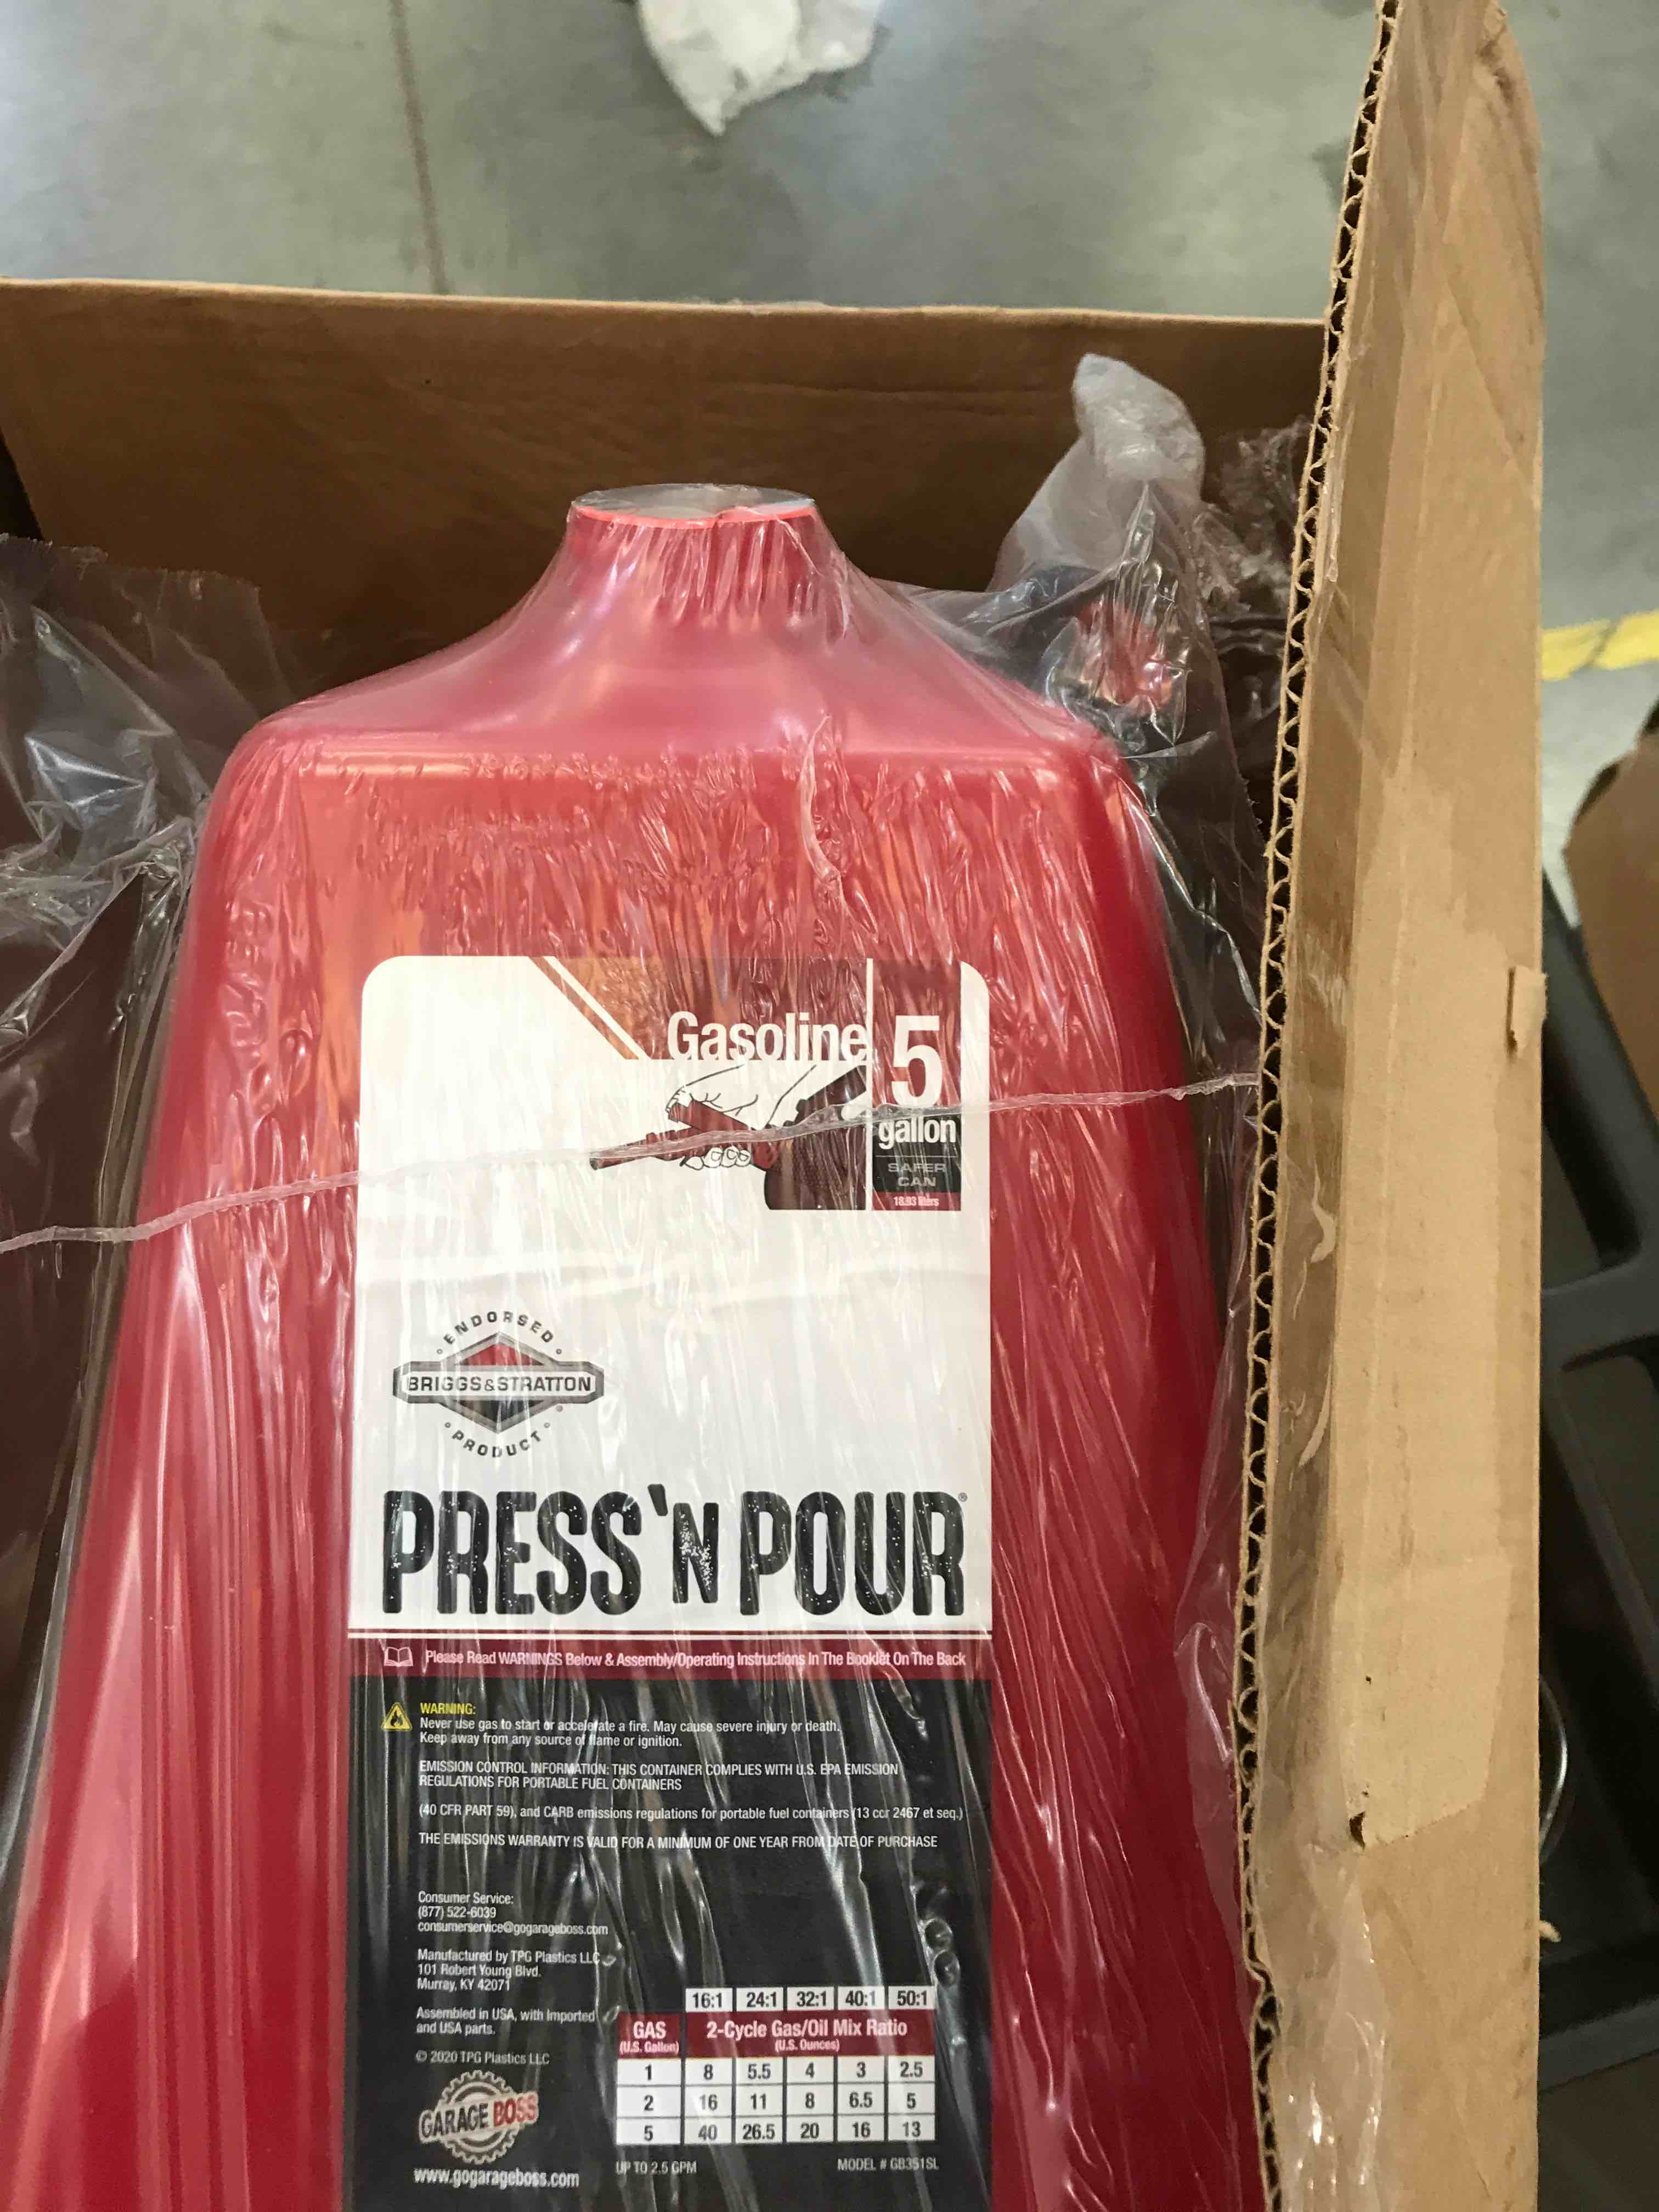 Gasoline
5
gallon
SAFER
CAN
18.93 liters
ENDORSED
BRIGGS&STRATTON
PRODUCT
PRESS 'N POUR®
Please Read WARNINGS Below & Assembly/Operating Instructions In The Booklet On The Back
WARNING:
Never use gas to start or accelerate a fire. May cause severe injury or death.
Keep away from any source of flame or ignition.
EMISSION CONTROL INFORMATION: THIS CONTAINER COMPLIES WITH U.S. EPA EMISSION
REGULATIONS FOR PORTABLE FUEL CONTAINERS
(40 CFR PART 59), and CARB emissions regulations for portable fuel containers (13 ccr 2467 et seq.)
THE EMISSIONS WARRANTY IS VALID FOR A MINIMUM OF ONE YEAR FROM DATE OF PURCHASE
Consumer Service:
(877) 522-6039
consumerservice@gogarageboss.com
Manufactured by TPG Plastics LLC
101 Robert Young Blvd.
Murray, KY 42071
Assembled in USA, with Imported
and USA parts.
© 2020 TPG Plastics LLC
GARAGE BOSS
www.gogarageboss.com
16:1 24:1 32:1 40:1 50:1
GAS 2-Cycle Gas/Oil Mix Ratio
(U.S. Gallon) (U.S. Ounces)
1 8 5.5 4 3 2.5
2 16 11 8 6.5 5
5 40 26.5 20 16 13
UP TO 2.5 GPM MODEL # GB351SL